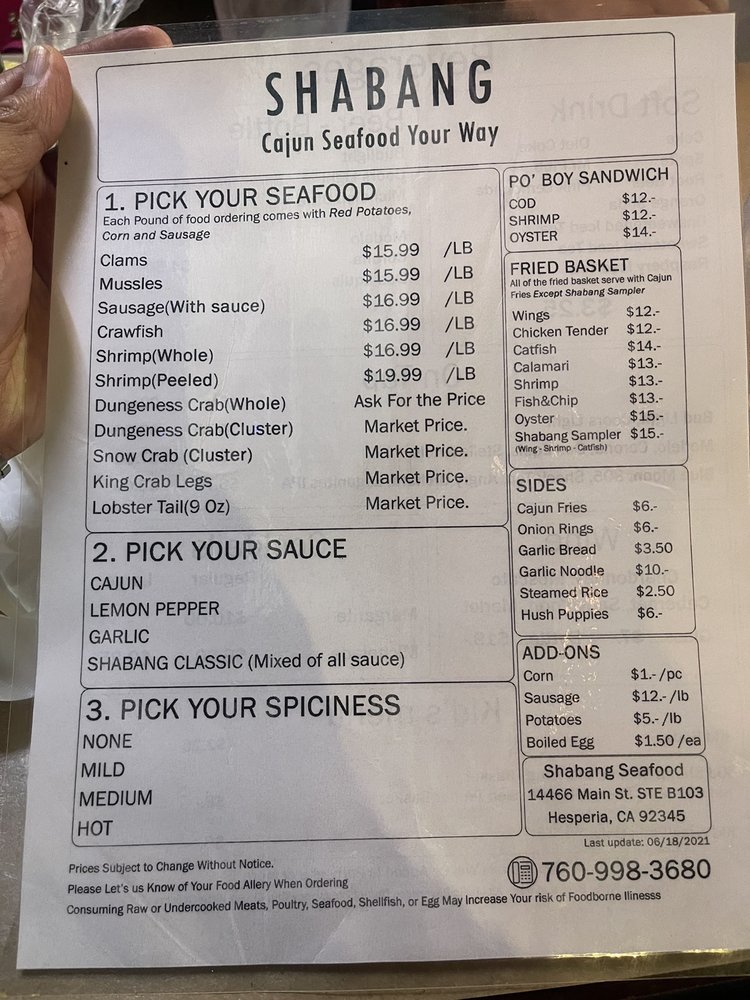 SHABANG
Cajun Seafood Your Way
1. PICK YOUR SEAFOOD
Each Pound of food ordering comes with Red Potatoes,
Corn and Sausage
Clams $15.99 /LB
Mussles $15.99 /LB
Sausage(With sauce) $16.99 /LB
Crawfish $16.99 /LB
Shrimp(Whole) $16.99 /LB
Shrimp(Peeled) $19.99 /LB
Dungeness Crab(Whole) Ask For the Price
Dungeness Crab(Cluster) Market Price.
Snow Crab (Cluster) Market Price.
King Crab Legs Market Price.
Lobster Tail(9 Oz) Market Price.
2. PICK YOUR SAUCE
CAJUN
LEMON PEPPER
GARLIC
SHABANG CLASSIC (Mixed of all sauce)
3. PICK YOUR SPICINESS
NONE
MILD
MEDIUM
HOT
PO' BOY SANDWICH
COD $12.-
SHRIMP $12.-
OYSTER $14.-
FRIED BASKET
All of the fried basket serve with Cajun
Fries Except Shabang Sampler
Wings $12.-
Chicken Tender $12.-
Catfish $14.-
Calamari $13.-
Shrimp $13.-
Fish&Chip $13.-
Oyster $15.-
Shabang Sampler $15.-
(Wing - Shrimp - Catfish)
SIDES
Cajun Fries $6.-
Onion Rings $6.-
Garlic Bread $3.50
Garlic Noodle $10.-
Steamed Rice $2.50
Hush Puppies $6.-
ADD-ONS
Corn $1.-/pc
Sausage $12.-/lb
Potatoes $5.-/lb
Boiled Egg $1.50 /ea
Shabang Seafood
14466 Main St. STE B103
Hesperia, CA 92345
Last update: 06/18/2021
760-998-3680
Prices Subject to Change Without Notice.
Please Let's us Know of Your Food Allery When Ordering
Consuming Raw or Undercooked Meats, Poultry, Seafood, Shellfish, or Egg May Increase Your risk of Foodborne Ilinesss